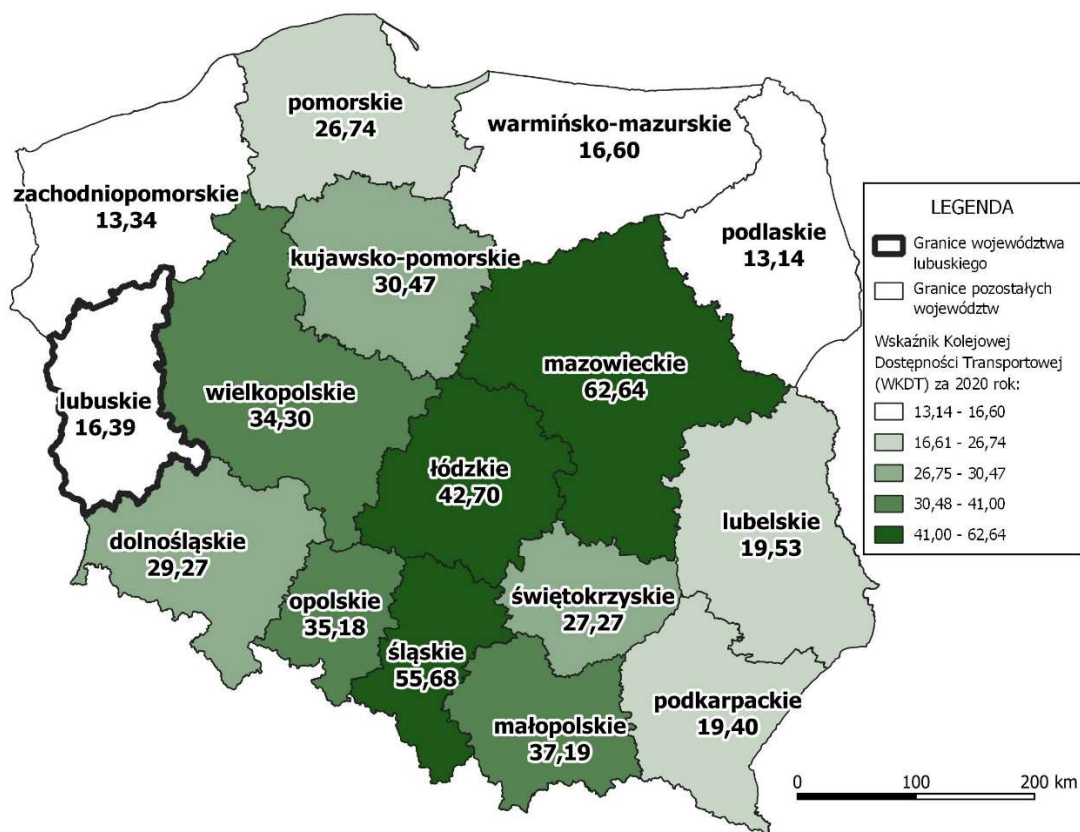 pomorskie
26,74
warmińsko-mazurskie
16,60
zachodniopomorskie
13,34
podlaskie
13,14
kujawsko-pomorskie
30,47
mazowieckie
62,64
wielkopolskie
34,30
lubuskie
16,39
łódzkie
42,70
lubelskie
19,53
dolnośląskie
29,27
opolskie
35,18
świętokrzyskie
27,27
śląskie
55,68
podkarpackie
19,40
małopolskie
37,19
LEGENDA
Granice województwa
lubuskiego
Granice pozostałych
województw
Wskaźnik Kolejowej
Dostępności Transportowej
(WKDT) za 2020 rok:
13,14 - 16,60
16,61 - 26,74
26,75 - 30,47
30,48 - 41,00
41,00 - 62,64
0 100 200 km